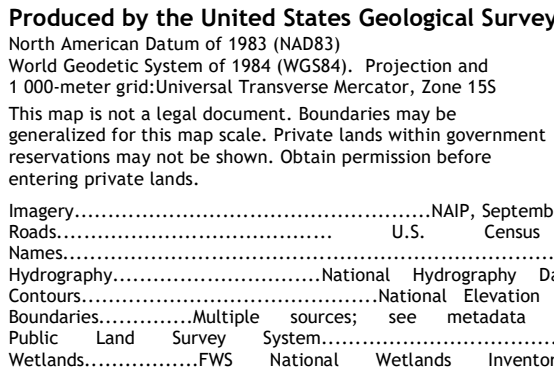 Produced by the United States Geological Survey
North American Datum of 1983 (NAD83)
World Geodetic System of 1984 (WGS84). Projection and
1 000-meter grid:Universal Transverse Mercator, Zone 15S
This map is not a legal document. Boundaries may be
generalized for this map scale. Private lands within government
reservations may not be shown. Obtain permission before
entering private lands.
Imagery.....................................................NAIP,
Roads......................................... U.S. Census
Names.........................................................................
Hydrography...............................National Hydrography
Contours............................................National Elevation
Boundaries..............Multiple sources; see metadata
Public Land Survey System...................................
Wetlands.................FWS National Wetlands